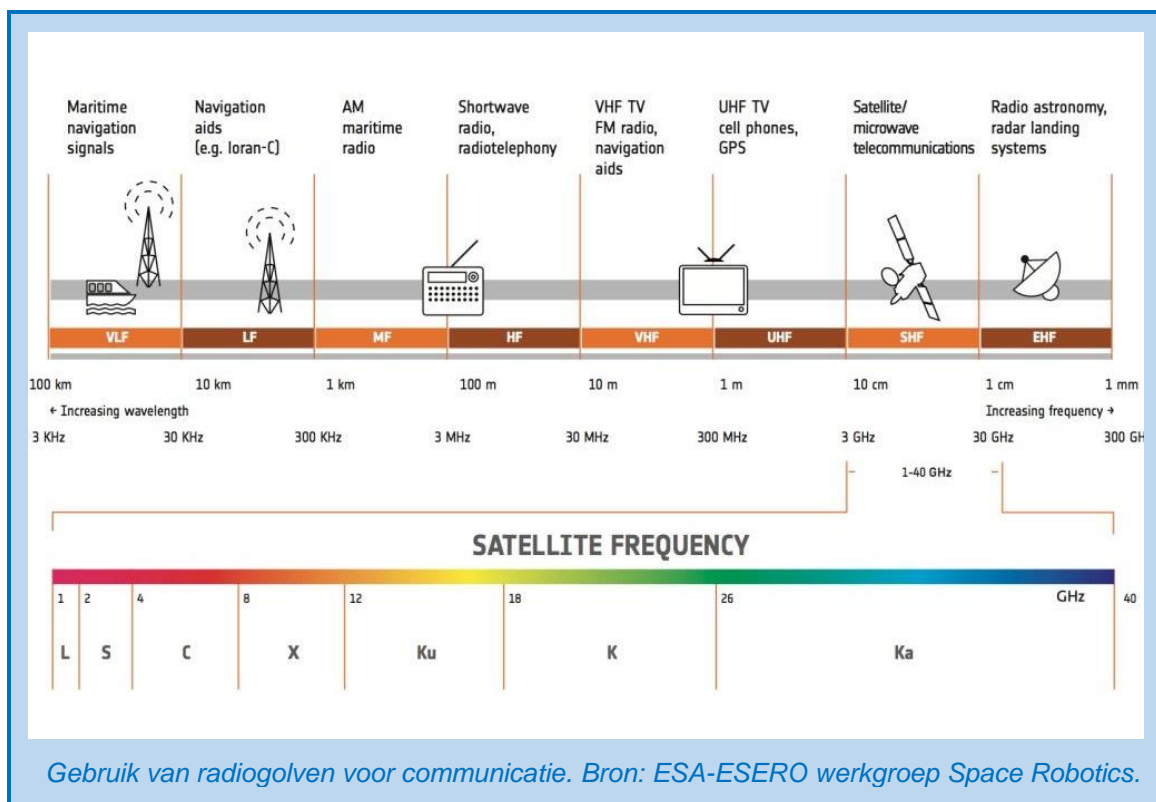 Maritime
navigation
signals
Navigation
aids
(e.g. loran-C)
AM
maritime
radio
Shortwave
radio,
radiotelephony
VHF TV
FM radio,
navigation
aids
UHF TV
cell phones,
GPS
Satellite/
microwave
telecommunications
Radio astronomy,
radar landing
systems
VLF LF MF HF VHF UHF SHF EHF
100 km 10 km 1 km 100 m 10 m 1 m 10 cm 1 cm 1 mm
← Increasing wavelength Increasing frequency →
3 KHz 30 KHz 300 KHz 3 MHz 30 MHz 300 MHz 3 GHz 30 GHz 300 GH
1-40 GHz
SATELLITE FREQUENCY
1 2 4 8 12 18 26 GHz 40
L S C X Ku K Ka
Gebruik van radiogolven voor communicatie. Bron: ESA-ESERO werkgroep Space Robotics.